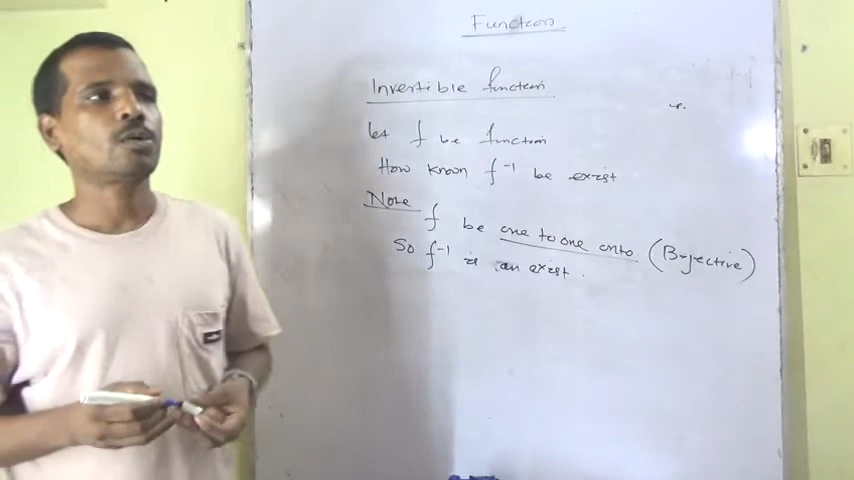 Function
Invertible function
let f be function
How known f⁻¹ be exist
Note f be one to one onto (Bijective)
So f⁻¹ is an exist.